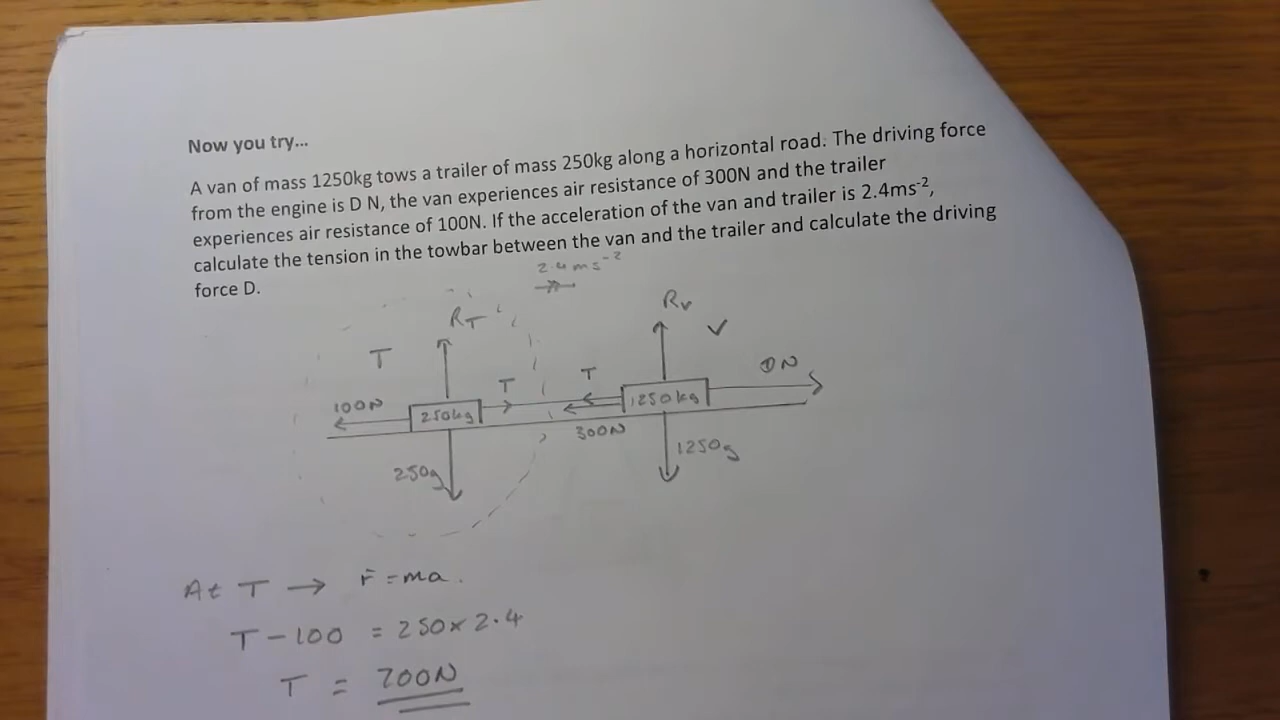 Now you try...
A van of mass 1250kg tows a trailer of mass 250kg along a horizontal road. The driving force
from the engine is D N, the van experiences air resistance of 300N and the trailer
experiences air resistance of 100N. If the acceleration of the van and trailer is 2.4ms⁻²,
calculate the tension in the towbar between the van and the trailer and calculate the driving
force D.
2.4ms⁻²
R_T
R_V
T
V
T
T
DN
100N
250kg
1250kg
300N
250g
1250g
At T → F=ma.
T - 100 = 250 x 2.4
T = 700N